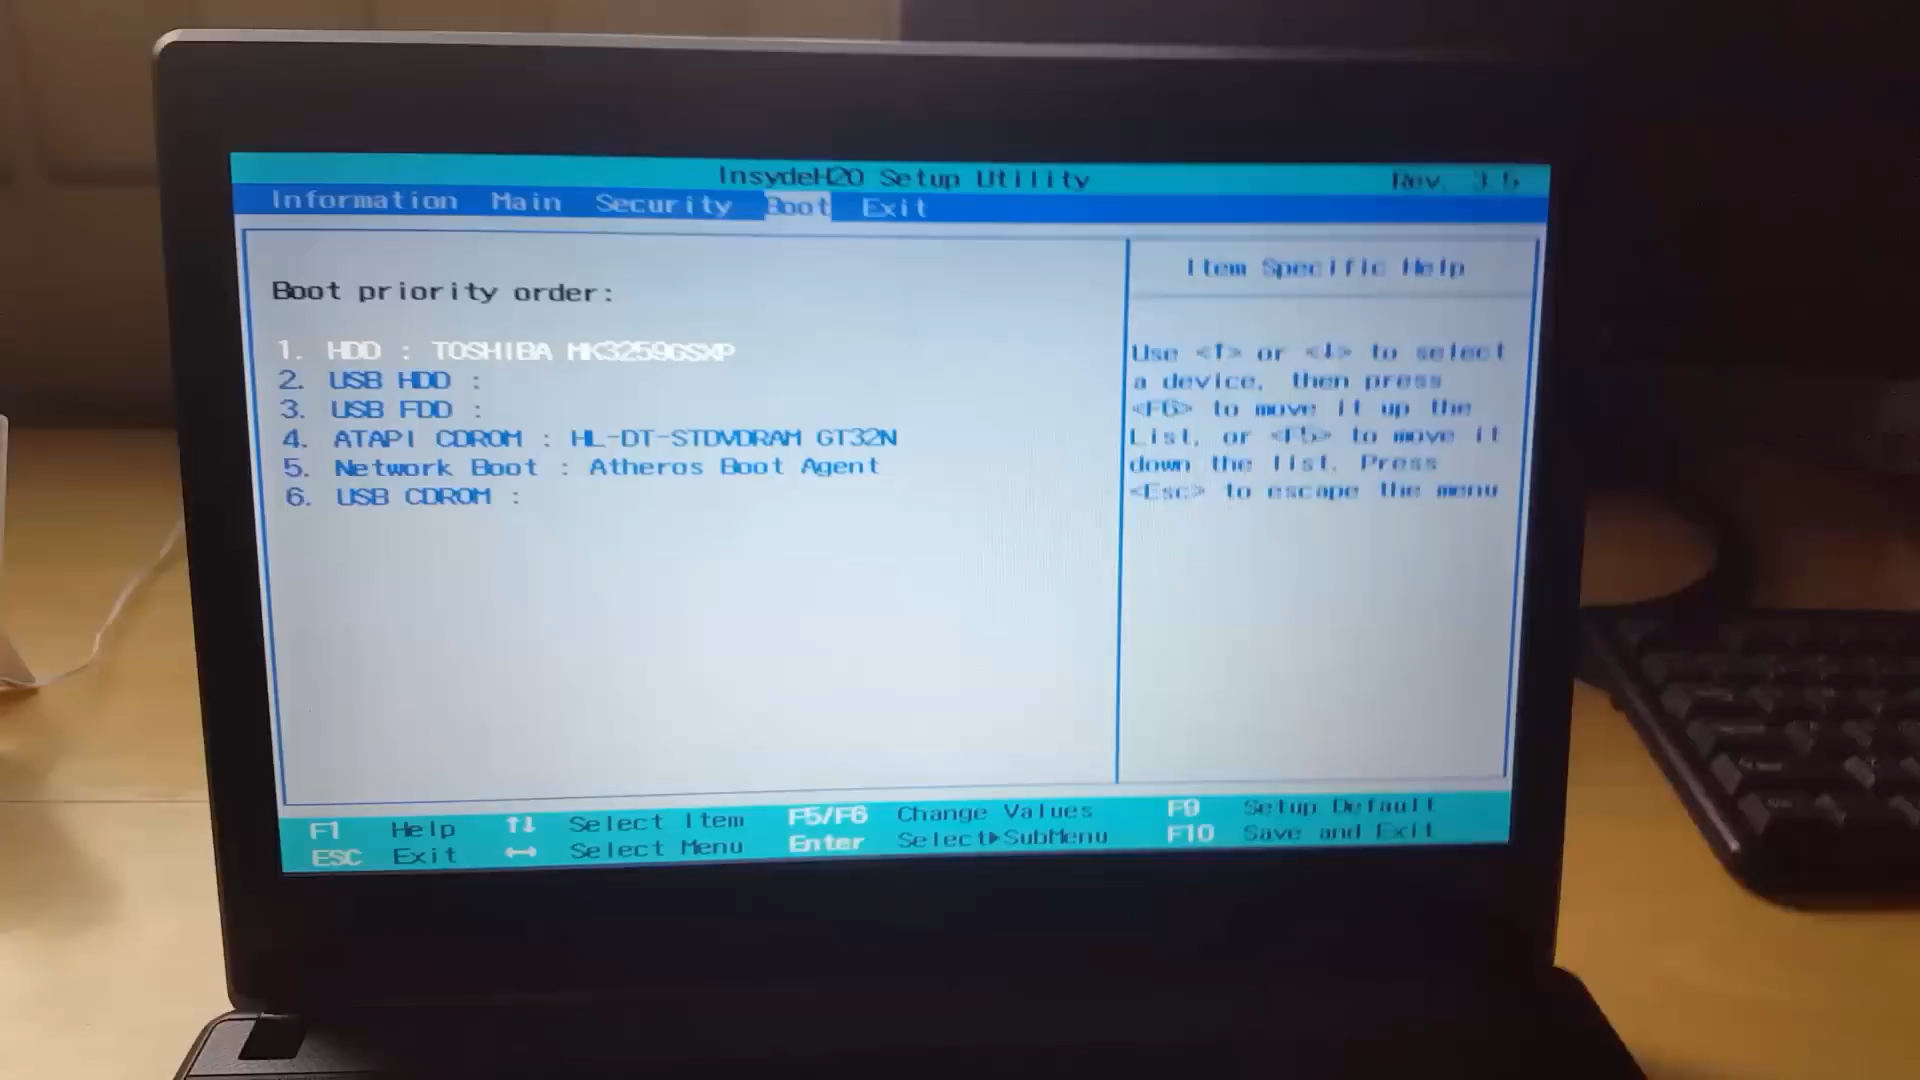 InsydeH2O Setup Utility Rev. 3.5
Information Main Security Boot Exit
Boot priority order:
1. HDD : TOSHIBA MK3259GSXP
2. USB HDD :
3. USB FDD :
4. ATAPI CDROM : HL-DT-STDVDRAM GT32N
5. Network Boot : Atheros Boot Agent
6. USB CDROM :
Item Specific Help
Use <↑> or <↓> to select
a device, then press
<F6> to move it up the
list, or <F5> to move it
down the list. Press
<Esc> to escape the menu
F1 Help ↑↓ Select Item F5/F6 Change Values F9 Setup Default
ESC Exit ↔ Select Menu Enter Select▶SubMenu F10 Save and Exit